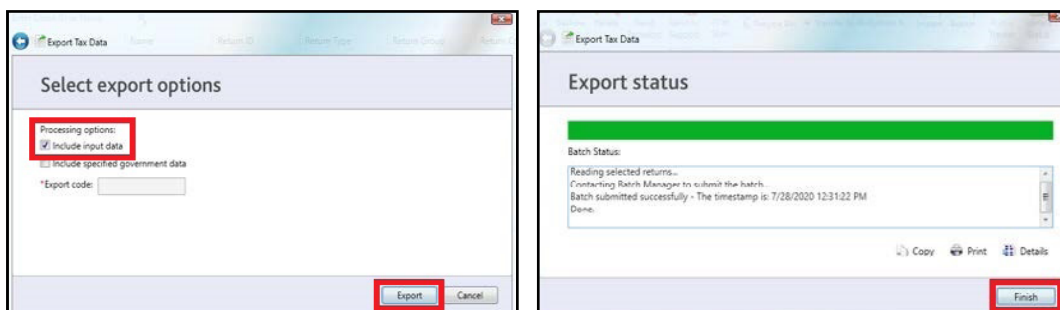 Export Tax Data
Select export options
Processing options:
Include input data
Include specified government data
*Export code:
Export Cancel
Export Tax Data
Export status
Batch Status:
Reading selected returns...
Contacting Batch Manager to submit the batch...
Batch submitted successfully - The timestamp is: 7/28/2020 12:31:22 PM
Done.
Copy Print Details
Finish